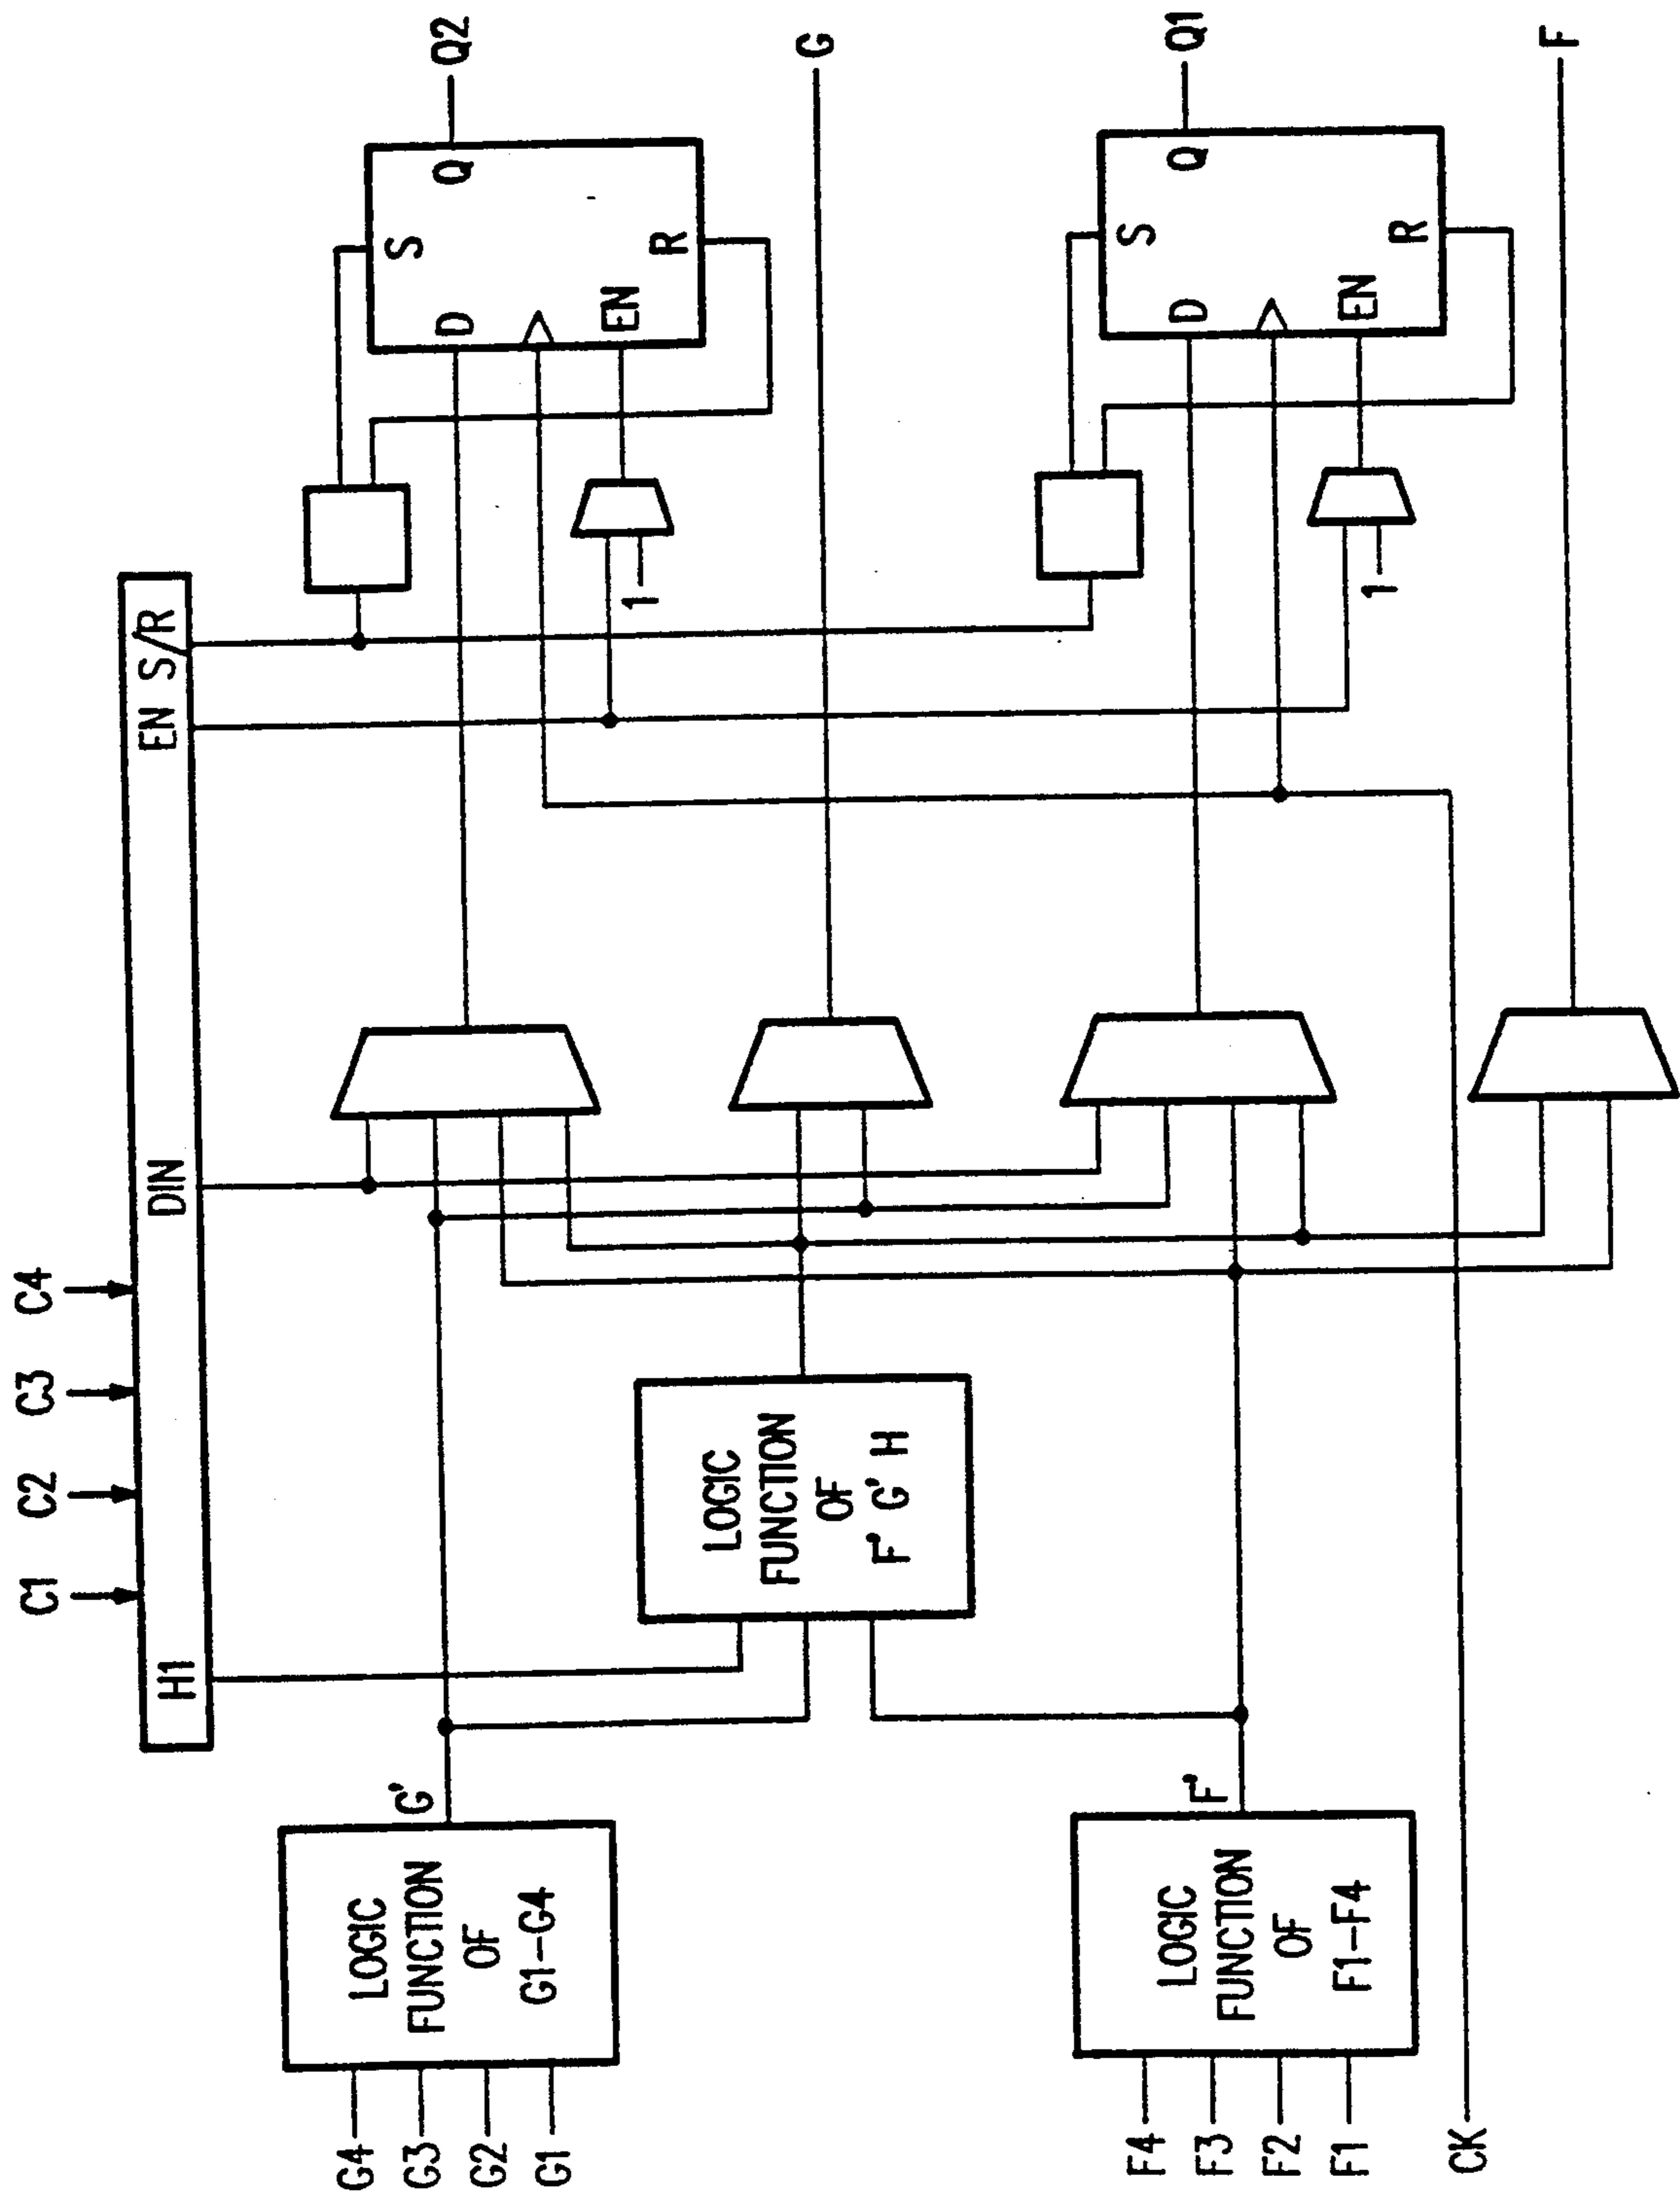 C1
C2
C3
C4
H1
DIN
EN
S/R
G4
G3
G2
G1
LOGIC
FUNCTION
OF
G1-G4
G'
LOGIC
FUNCTION
OF
F' G' H
S
D
Q
EN
R
1
Q2
G
F4
F3
F2
F1
LOGIC
FUNCTION
OF
F1-F4
F'
S
D
Q
EN
R
1
Q1
F
CK